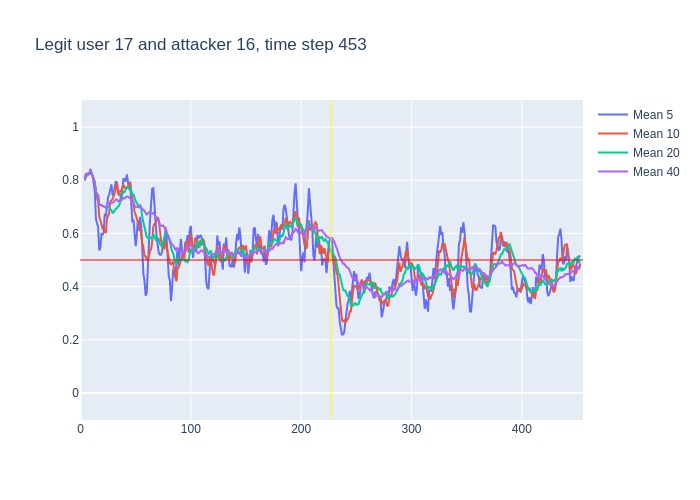 Legit user 17 and attacker 16, time step 453
Mean 5
Mean 10
Mean 20
Mean 40
1
0.8
0.6
0.4
0.2
0
0 100 200 300 400